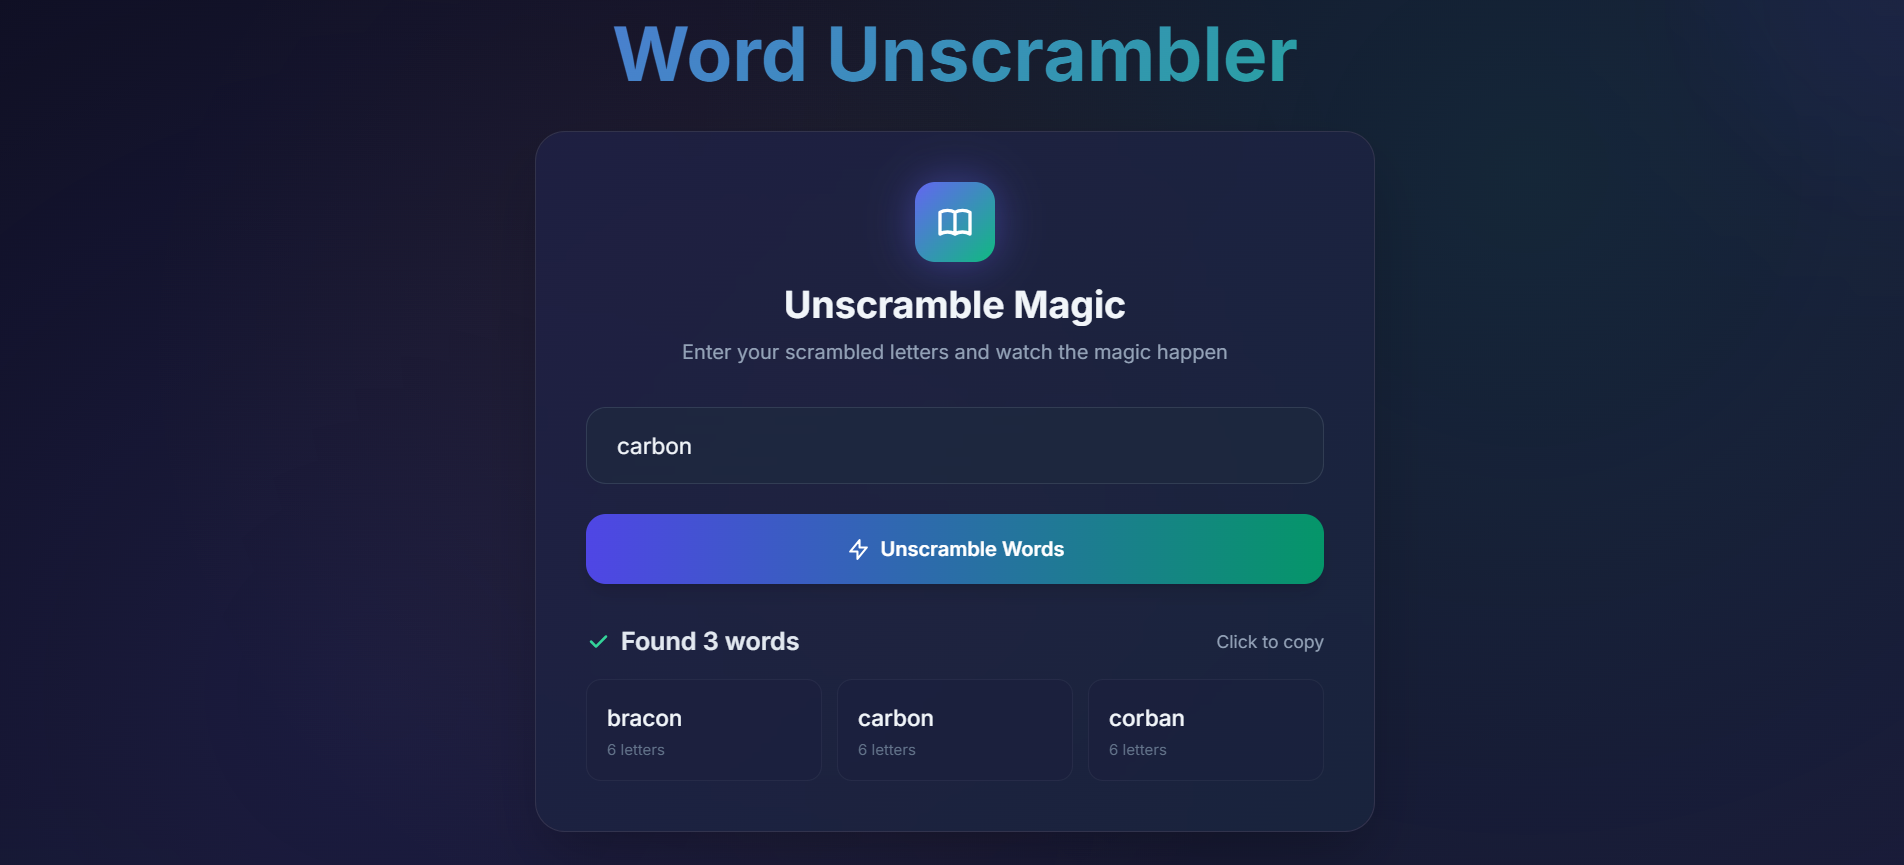 Word Unscrambler
Unscramble Magic
Enter your scrambled letters and watch the magic happen
carbon
Unscramble Words
Found 3 words
Click to copy
bracon
6 letters
carbon
6 letters
corban
6 letters